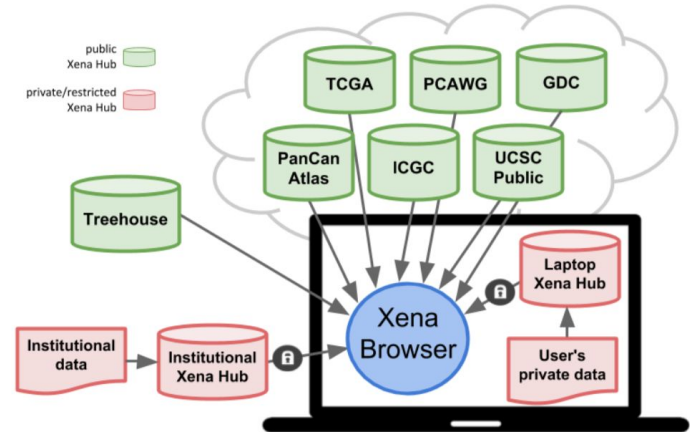 public
Xena Hub
private/restricted
Xena Hub
TCGA
PCAWG
GDC
PanCan
Atlas
ICGC
UCSC
Public
Treehouse
Laptop
Xena Hub
Xena
Browser
Institutional
data
Institutional
Xena Hub
User's
private data